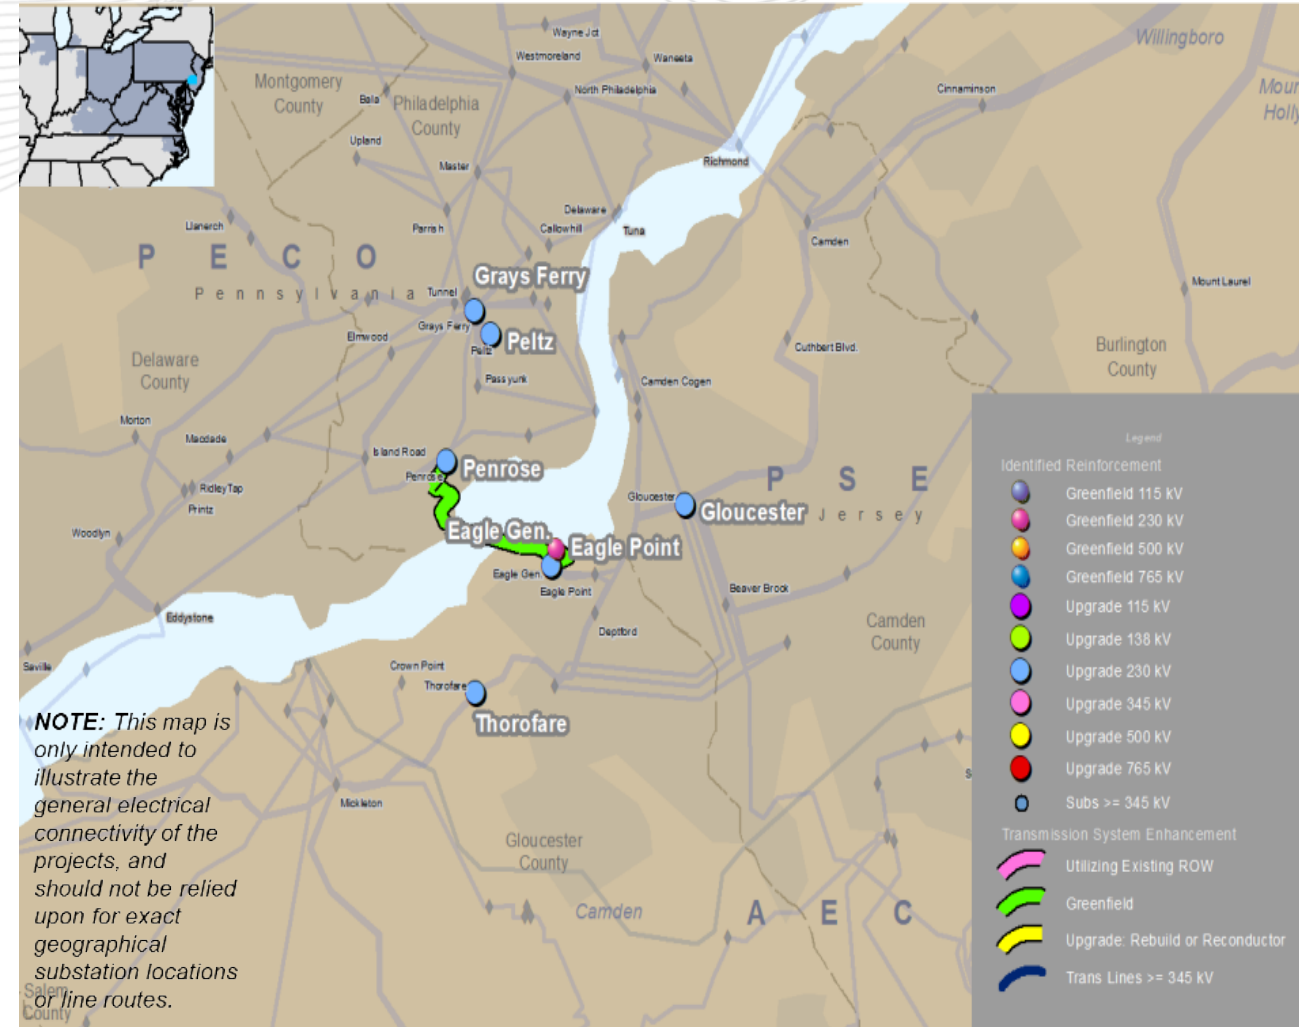 Wayne Jct
Westmoreland
Waneeta
Willingboro
Montgomery
County
Bala
Philadelphia
County
North Philadelphia
Cinnaminson
Mour
Holly
Upland
Master
Richmond
Llanerch
Parrish
Delaware
Callowhill
Tuna
Camden
P E C O
Pennsylvania
Grays Ferry
Tunnel
Mount Laurel
Grays Ferry
Peltz
Peltz
Elmwood
Cuthbert Blvd.
Burlington
County
Delaware
County
Passyunk
Camden Cogen
Morton
Macdade
Island Road
Penrose
Penrose
Ridley Tap
Printz
Gloucester
Gloucester
P S E
Jersey
Woodlyn
Eagle Gen.
Eagle Point
Eagle Gen.
Eagle Point
Beaver Brook
Eddystone
Deptford
Camden
County
Saville
Crown Point
Thorofare
Thorofare
Mickleton
Gloucester
County
Camden
A E C
S
Salem
County
NOTE: This map is
only intended to
illustrate the
general electrical
connectivity of the
projects, and
should not be relied
upon for exact
geographical
substation locations
or line routes.
Legend
Identified Reinforcement
Greenfield 115 kV
Greenfield 230 kV
Greenfield 500 kV
Greenfield 765 kV
Upgrade 115 kV
Upgrade 138 kV
Upgrade 230 kV
Upgrade 345 kV
Upgrade 500 kV
Upgrade 765 kV
Subs >= 345 kV
Transmission System Enhancement
Utilizing Existing ROW
Greenfield
Upgrade: Rebuild or Reconductor
Trans Lines >= 345 kV